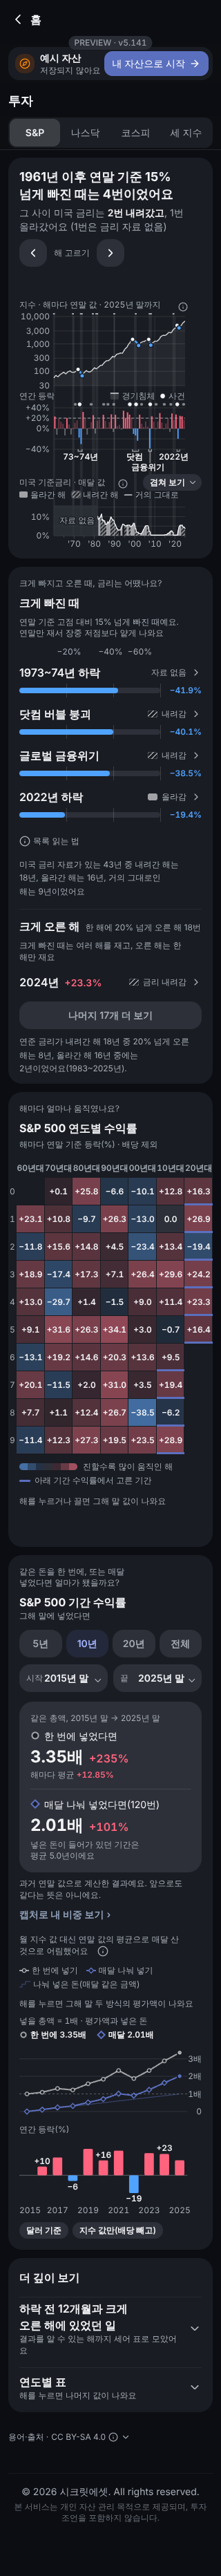 홈
PREVIEW · v5.141
예시 자산
저장되지 않아요
내 자산으로 시작
투자
S&P
나스닥
코스피
세 지수
1961년 이후 연말 기준 15%
넘게 빠진 때는 4번이었어요
그 사이 미국 금리는 2번 내려갔고, 1번
올라갔어요 (1번은 금리 자료 없음)
해 고르기
지수 · 해마다 연말 값 · 2025년 말까지
10,000
3,000
1,000
300
100
30
연간 등락
경기침체
사건
+40%
+20%
0%
−40%
73~74년
닷컴
2022년
금융위기
미국 기준금리 · 매달 값
겹쳐 보기
올라간 해
내려간 해
거의 그대로
10%
자료 없음
0%
'70 '80 '90 '00 '10 '20
크게 빠지고 오른 때, 금리는 어땠나요?
크게 빠진 때
연말 기준 고점 대비 15% 넘게 빠진 때예요.
연말만 재서 장중 저점보다 얕게 나와요
−20%
−40%
−60%
1973~74년 하락
자료 없음
−41.9%
닷컴 버블 붕괴
내려감
−40.1%
글로벌 금융위기
내려감
−38.5%
2022년 하락
올라감
−19.4%
목록 읽는 법
미국 금리 자료가 있는 43년 중 내려간 해는
18년, 올라간 해는 16년, 거의 그대로인
해는 9년이었어요
크게 오른 해
한 해에 20% 넘게 오른 해 18번
크게 빠진 때는 여러 해를 재고, 오른 해는 한
해만 재요
2024년 +23.3%
금리 내려감
나머지 17개 더 보기
연준 금리가 내려간 해 18년 중 20% 넘게 오른
해는 8년, 올라간 해 16년 중에는
2년이었어요(1983~2025년).
해마다 얼마나 움직였나요?
S&P 500 연도별 수익률
해마다 연말 기준 등락(%) · 배당 제외
60년대 70년대 80년대 90년대 00년대 10년대 20년대
0 +0.1 +25.8 −6.6 −10.1 +12.8 +16.3
1 +23.1 +10.8 −9.7 +26.3 −13.0 0.0 +26.9
2 −11.8 +15.6 +14.8 +4.5 −23.4 +13.4 −19.4
3 +18.9 −17.4 +17.3 +7.1 +26.4 +29.6 +24.2
4 +13.0 −29.7 +1.4 −1.5 +9.0 +11.4 +23.3
5 +9.1 +31.6 +26.3 +34.1 +3.0 −0.7 +16.4
6 −13.1 +19.2 +14.6 +20.3 +13.6 +9.5
7 +20.1 −11.5 +2.0 +31.0 +3.5 +19.4
8 +7.7 +1.1 +12.4 +26.7 −38.5 −6.2
9 −11.4 +12.3 +27.3 +19.5 +23.5 +28.9
진할수록 많이 움직인 해
아래 기간 수익률에서 고른 기간
해를 누르거나 끌면 그해 말 값이 나와요
같은 돈을 한 번에, 또는 매달
넣었다면 얼마가 됐을까요?
S&P 500 기간 수익률
그해 말에 넣었다면
5년
10년
20년
전체
시작 2015년 말
끝 2025년 말
같은 총액, 2015년 말 → 2025년 말
한 번에 넣었다면
3.35배 +235%
해마다 평균 +12.85%
매달 나눠 넣었다면(120번)
2.01배 +101%
넣은 돈이 들어가 있던 기간은
평균 5.0년이에요
과거 연말 값으로 계산한 결과예요. 앞으로도
같다는 뜻은 아니에요.
캡처로 내 비중 보기 ›
월 지수 값 대신 연말 값의 평균으로 매달 산
것으로 어림했어요
한 번에 넣기
매달 나눠 넣기
나눠 넣은 돈(매달 같은 금액)
해를 누르면 그해 말 두 방식의 평가액이 나와요
넣을 총액 = 1배 · 평가액과 넣은 돈
한 번에 3.35배
매달 2.01배
3배
2배
1배
0
연간 등락(%)
+10
−6
+16
−19
+23
2015 2017 2019 2021 2023 2025
달러 기준
지수 값만(배당 빼고)
더 깊이 보기
하락 전 12개월과 크게
오른 해에 있었던 일
결과를 알 수 있는 해까지 세어 표로 모았어
요
연도별 표
해를 누르면 나머지 값이 나와요
용어·출처 · CC BY-SA 4.0
© 2026 시크릿에셋. All rights reserved.
본 서비스는 개인 자산 관리 목적으로 제공되며, 투자
조언을 포함하지 않습니다.